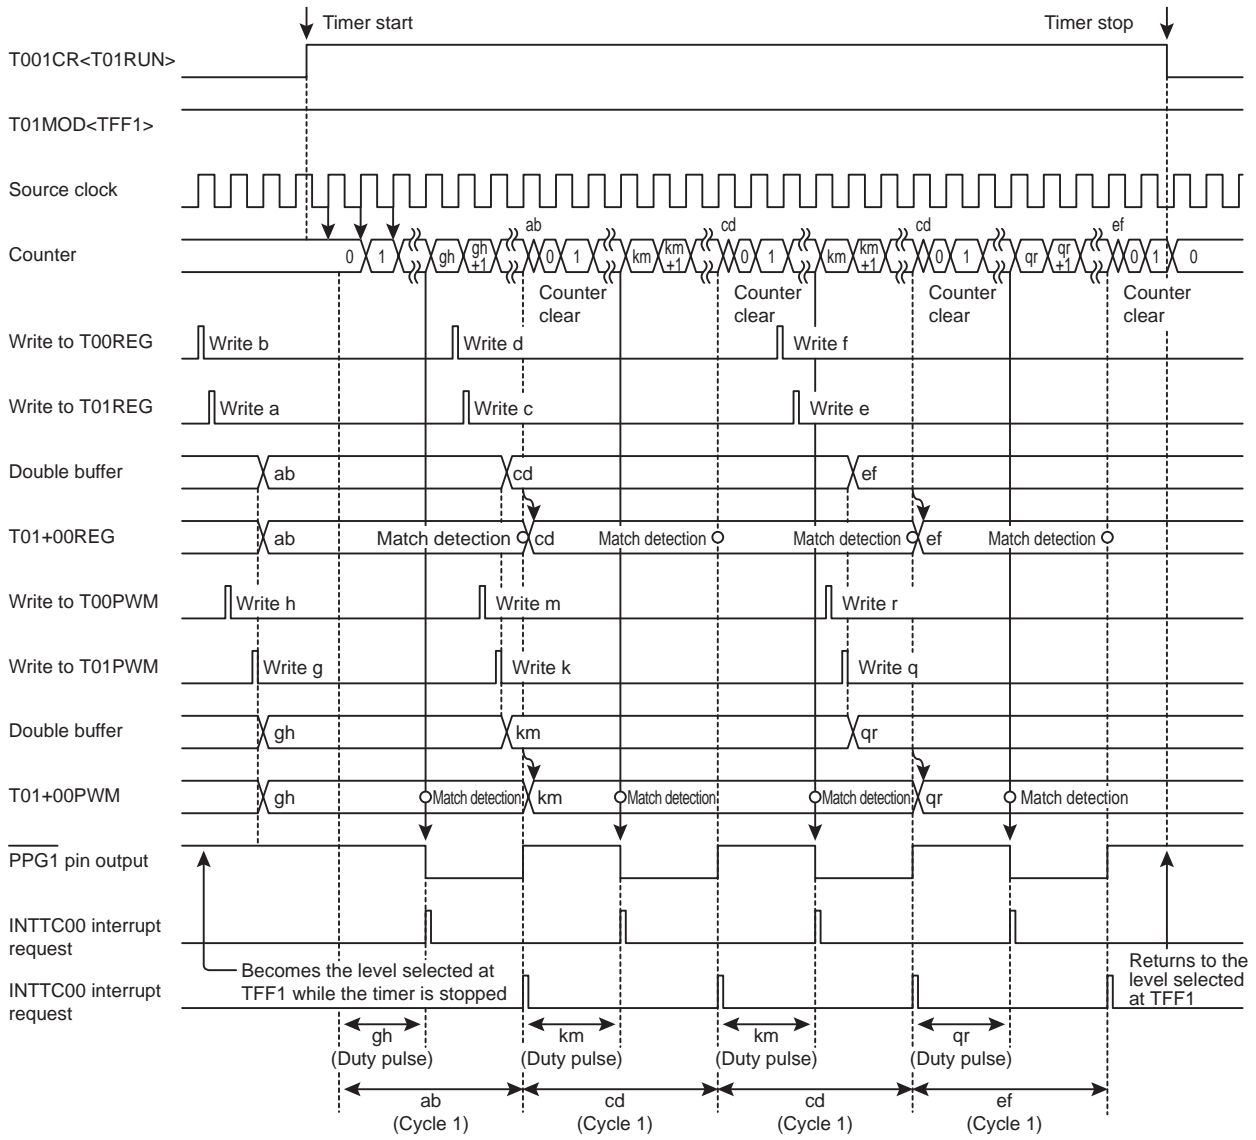 Timer start Timer stop
T001CR<T01RUN>
T01MOD<TFF1>
Source clock
ab cd cd ef
Counter 0 1 gh gh+1 0 1 km km+1 0 1 km km+1 0 1 qr qr+1 0 1 0
Counter clear Counter clear Counter clear Counter clear
Write to T00REG Write b Write d Write f
Write to T01REG Write a Write c Write e
Double buffer ab cd ef
T01+00REG ab Match detection cd Match detection Match detection ef Match detection
Write to T00PWM Write h Write m Write r
Write to T01PWM Write g Write k Write q
Double buffer gh km qr
T01+00PWM gh Match detection km Match detection Match detection qr Match detection
PPG1 pin output
INTTC00 interrupt
request
Becomes the level selected at
TFF1 while the timer is stopped
Returns to the
level selected
at TFF1
INTTC00 interrupt
request
gh km km qr
(Duty pulse) (Duty pulse) (Duty pulse) (Duty pulse)
ab cd cd ef
(Cycle 1) (Cycle 1) (Cycle 1) (Cycle 1)